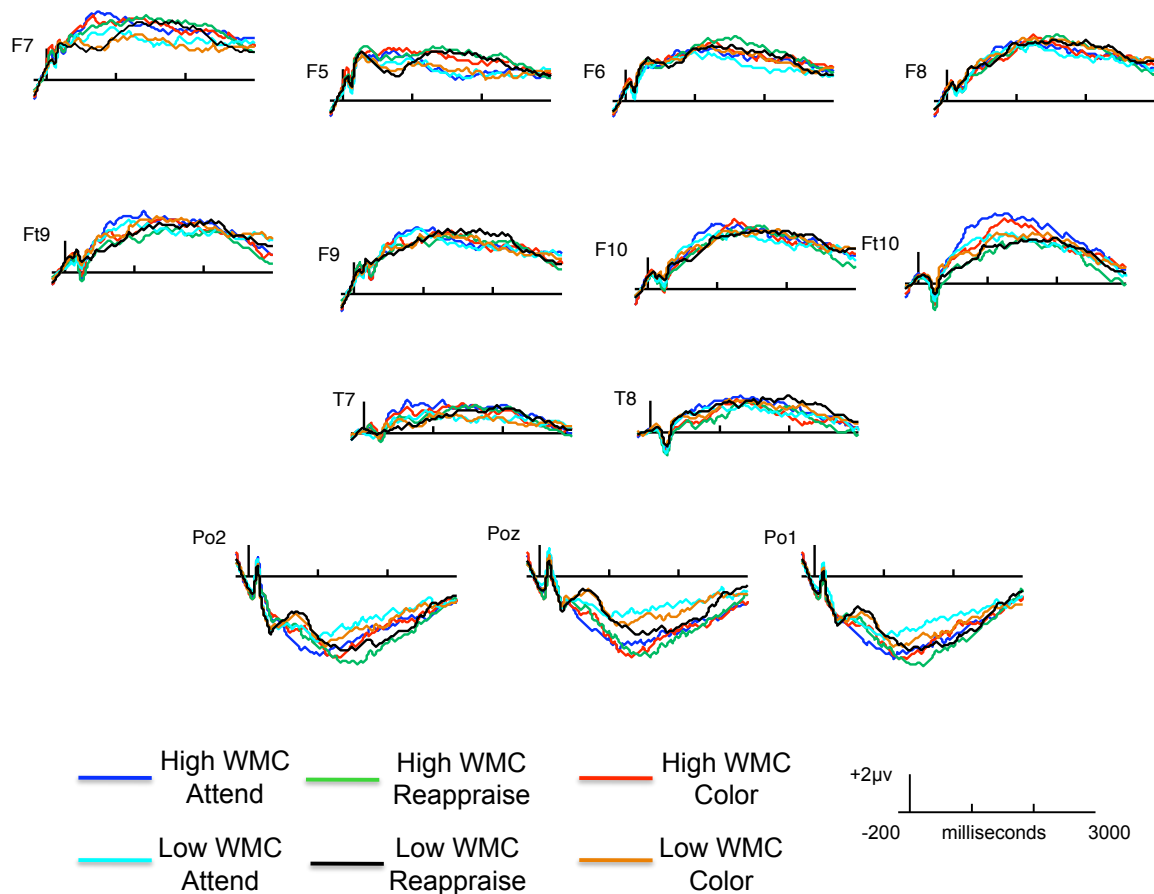 F7
F5
F6
F8
Ft9
F9
F10
Ft10
T7
T8
Po2
Poz
Po1
High WMC
Attend
High WMC
Reappraise
High WMC
Color
Low WMC
Attend
Low WMC
Reappraise
Low WMC
Color
+2μv
-200 milliseconds 3000